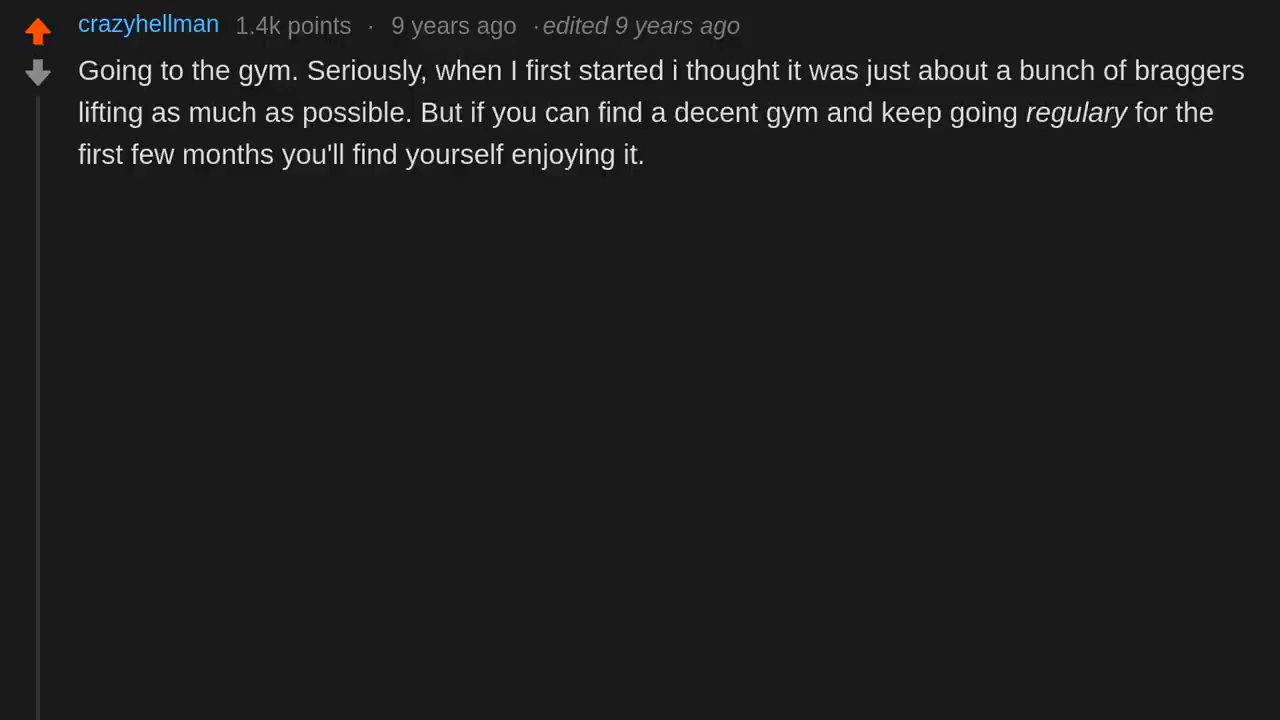 crazyhellman 1.4k points · 9 years ago · edited 9 years ago
Going to the gym. Seriously, when I first started i thought it was just about a bunch of braggers
lifting as much as possible. But if you can find a decent gym and keep going regulary for the
first few months you'll find yourself enjoying it.